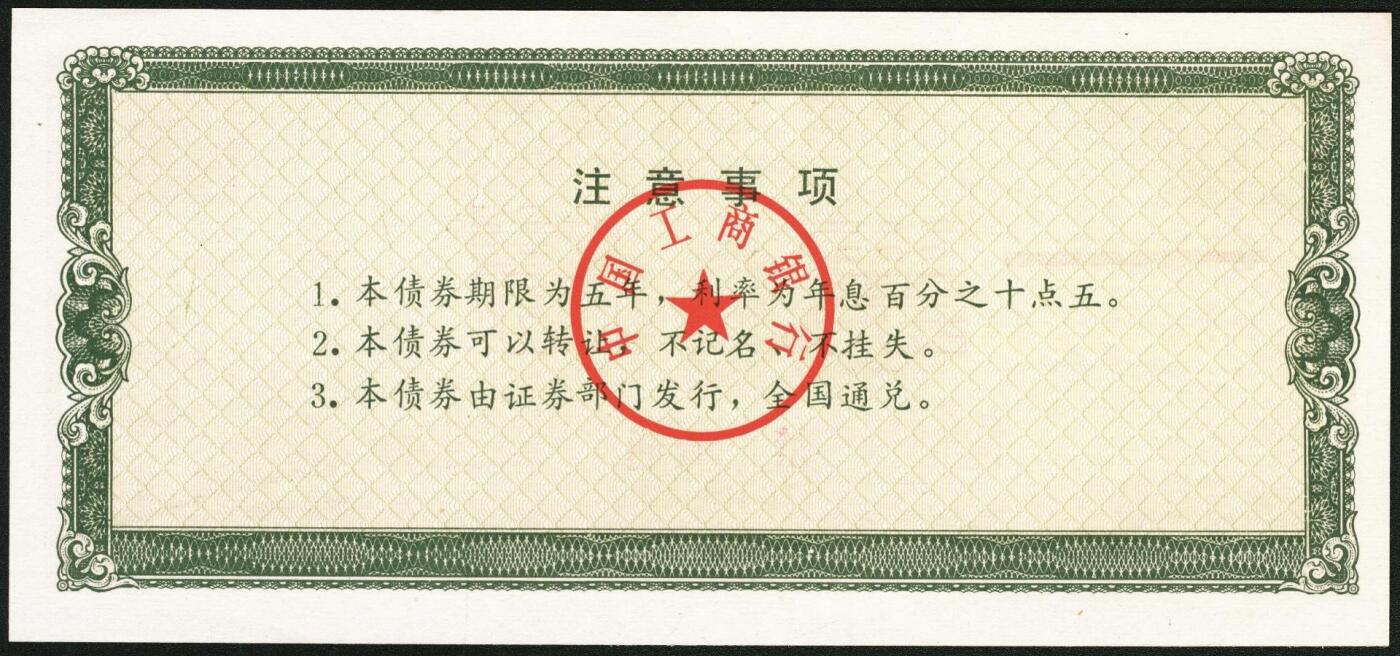 注意事项
1. 本债券期限为五年，利率为年息百分之十点五。
2. 本债券可以转让，不记名、不挂失。
3. 本债券由证券部门发行，全国通兑。
中国工商银行